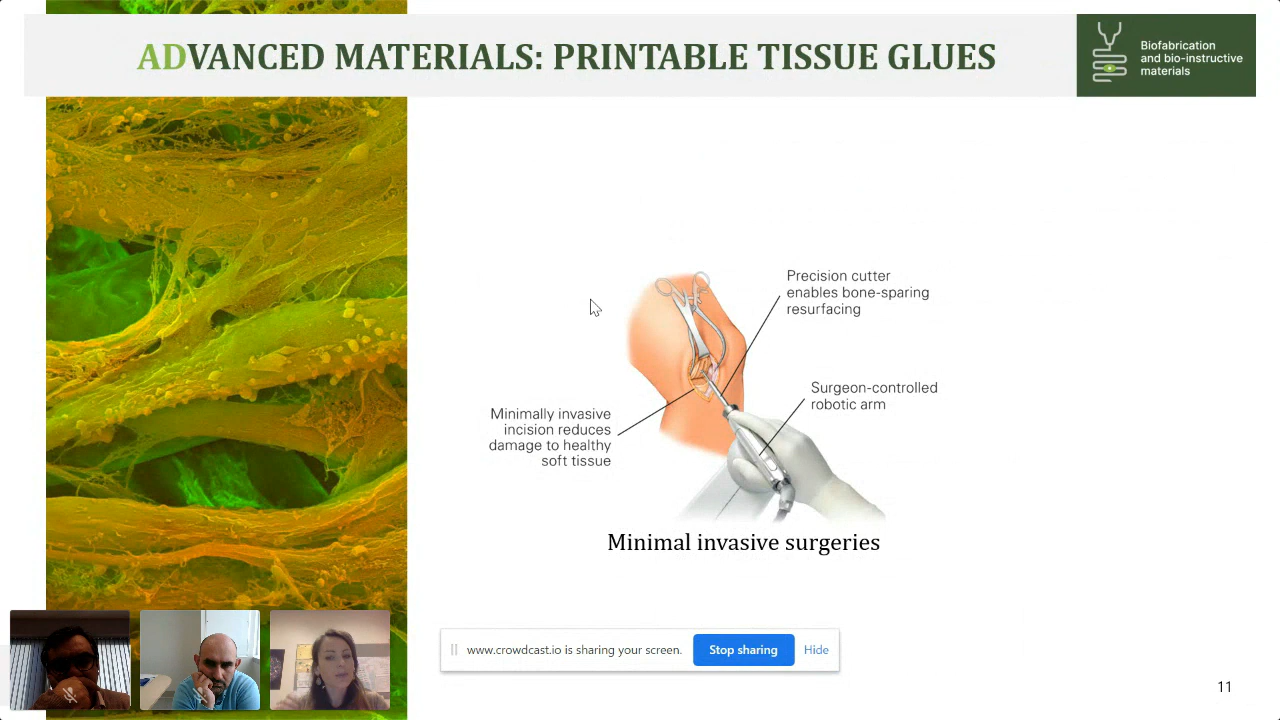 ADVANCED MATERIALS: PRINTABLE TISSUE GLUES
Biofabrication
and bio-instructive
materials
Precision cutter
enables bone-sparing
resurfacing
Surgeon-controlled
robotic arm
Minimally invasive
incision reduces
damage to healthy
soft tissue
Minimal invasive surgeries
www.crowdcast.io is sharing your screen.
Stop sharing
Hide
11